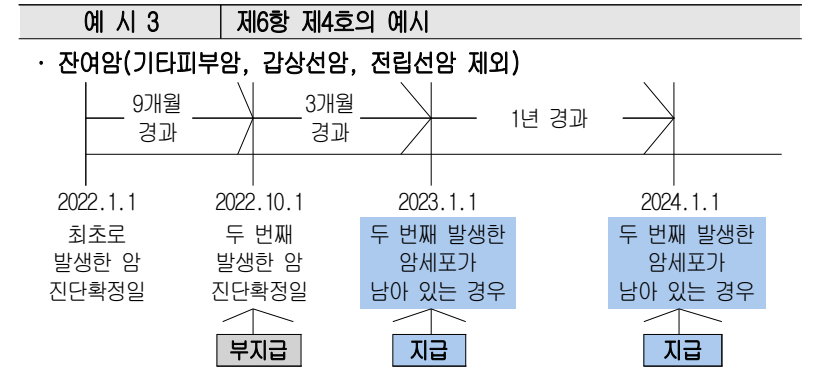 예 시 3 제6항 제4호의 예시
· 잔여암(기타피부암, 갑상선암, 전립선암 제외)
9개월 경과
3개월 경과
1년 경과
2022.1.1
최초로
발생한 암
진단확정일
2022.10.1
두 번째
발생한 암
진단확정일
부지급
2023.1.1
두 번째 발생한
암세포가
남아 있는 경우
지급
2024.1.1
두 번째 발생한
암세포가
남아 있는 경우
지급